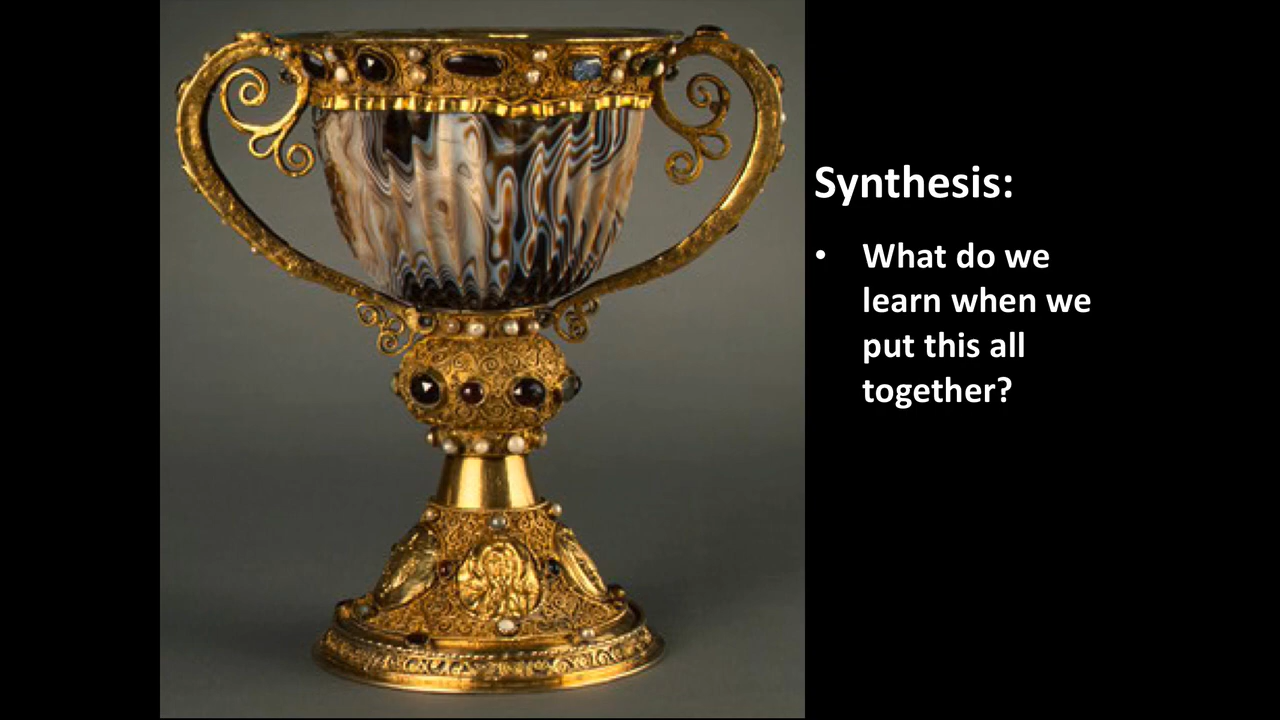 Synthesis:
• What do we
learn when we
put this all
together?